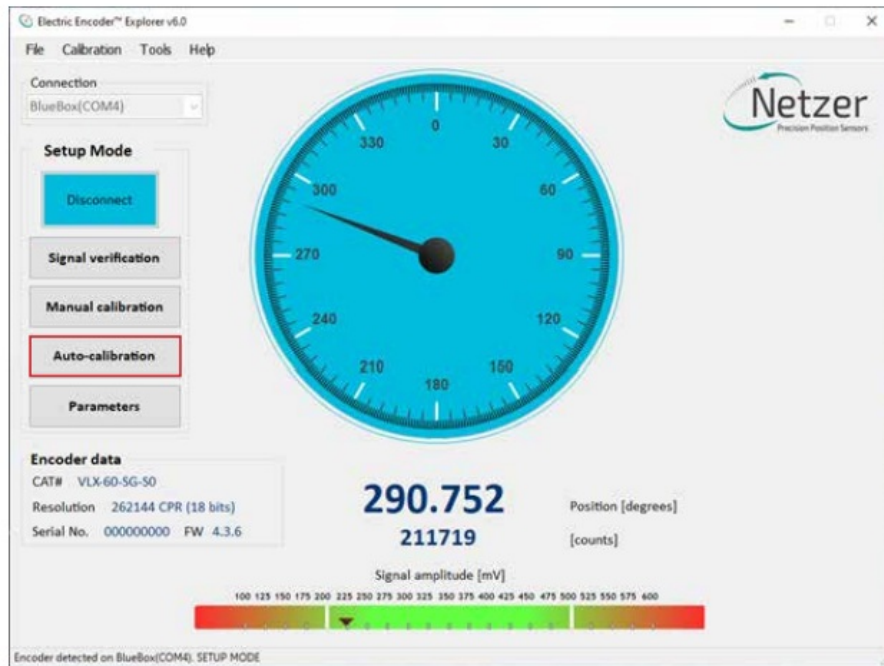 Electric Encoder™ Explorer v6.0
File Calibration Tools Help
Connection
BlueBox(COM4)
Netzer
Precision Position Sensors
Setup Mode
Disconnect
Signal verification
Manual calibration
Auto-calibration
Parameters
0
30
60
90
120
150
180
210
240
270
300
330
Encoder data
CAT# VLX-60-SG-S0
Resolution 262144 CPR (18 bits)
Serial No. 000000000 FW 4.3.6
290.752 Position [degrees]
211719 [counts]
Signal amplitude [mV]
100 125 150 175 200 225 250 275 300 325 350 375 400 425 450 475 500 525 550 575 600
Encoder detected on BlueBox(COM4). SETUP MODE